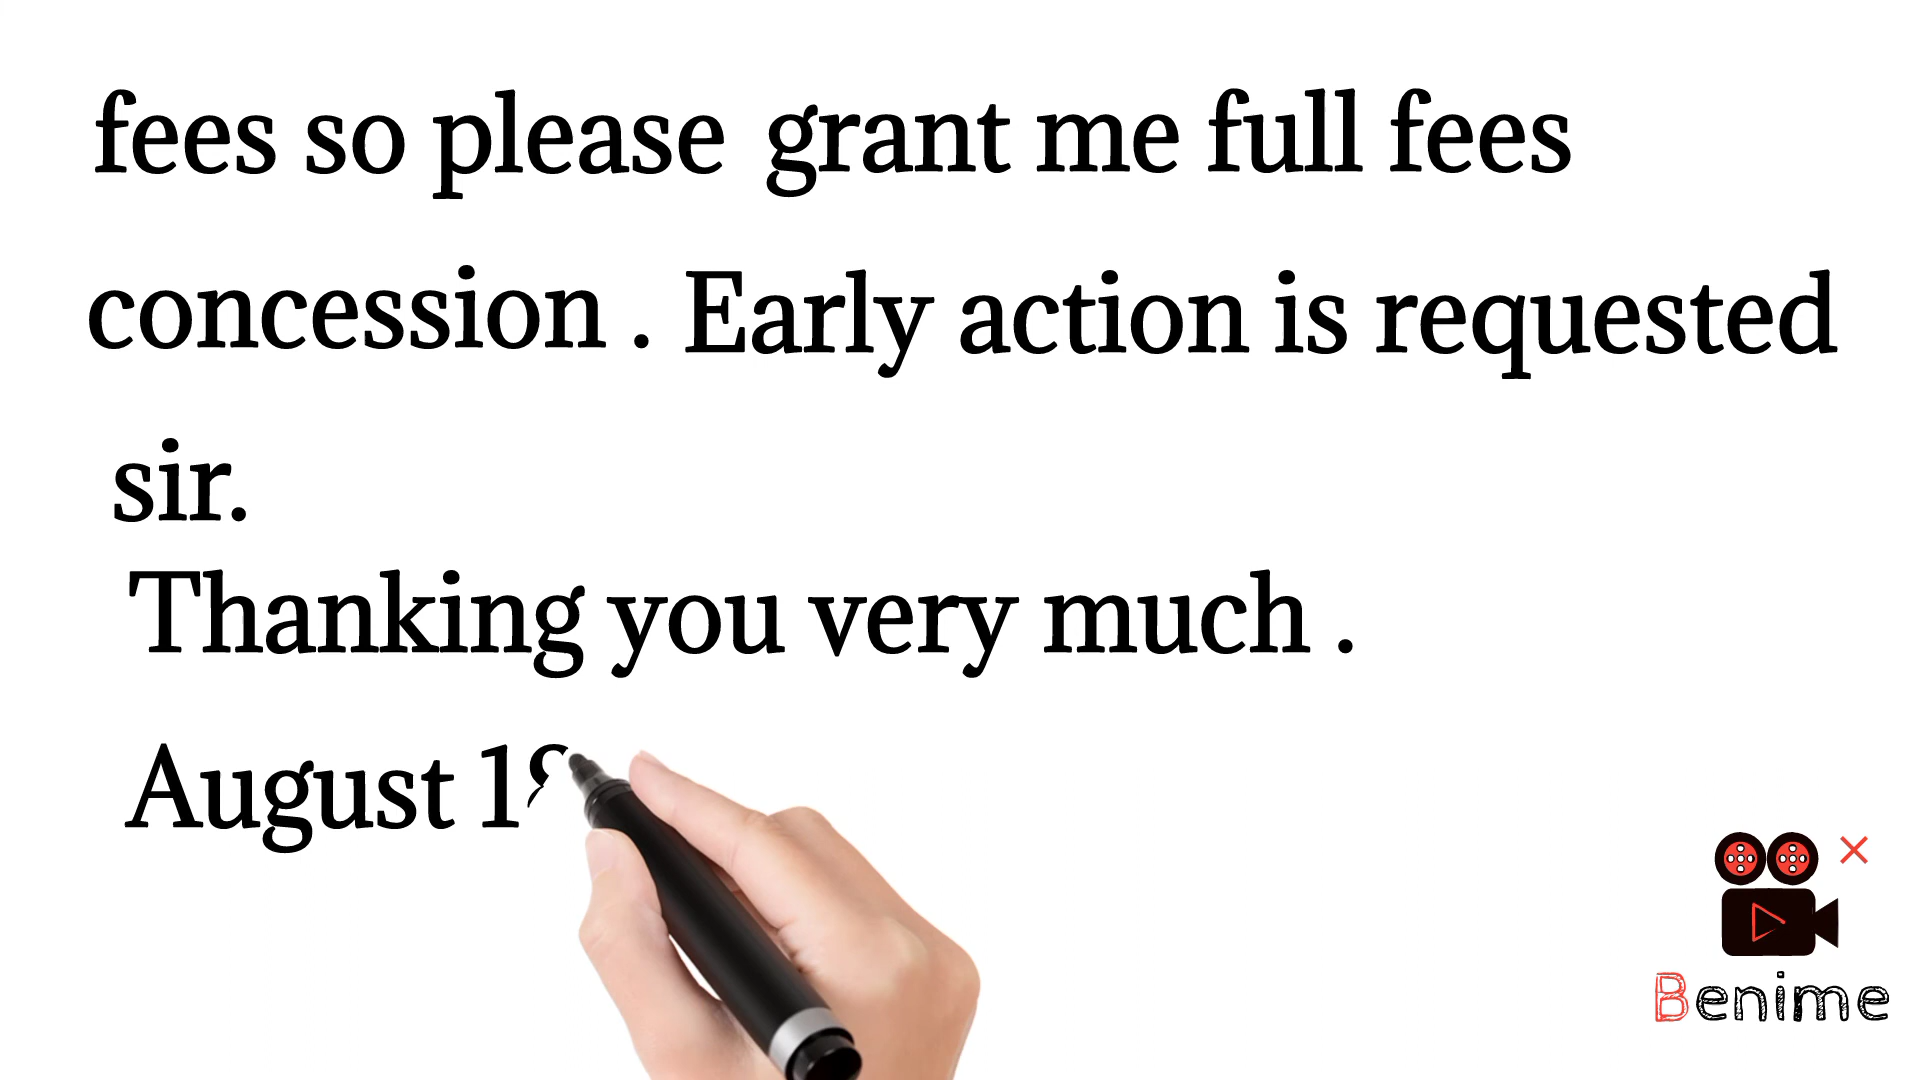 fees so please grant me full fees
concession . Early action is requested
sir.
Thanking you very much .
August
Benime